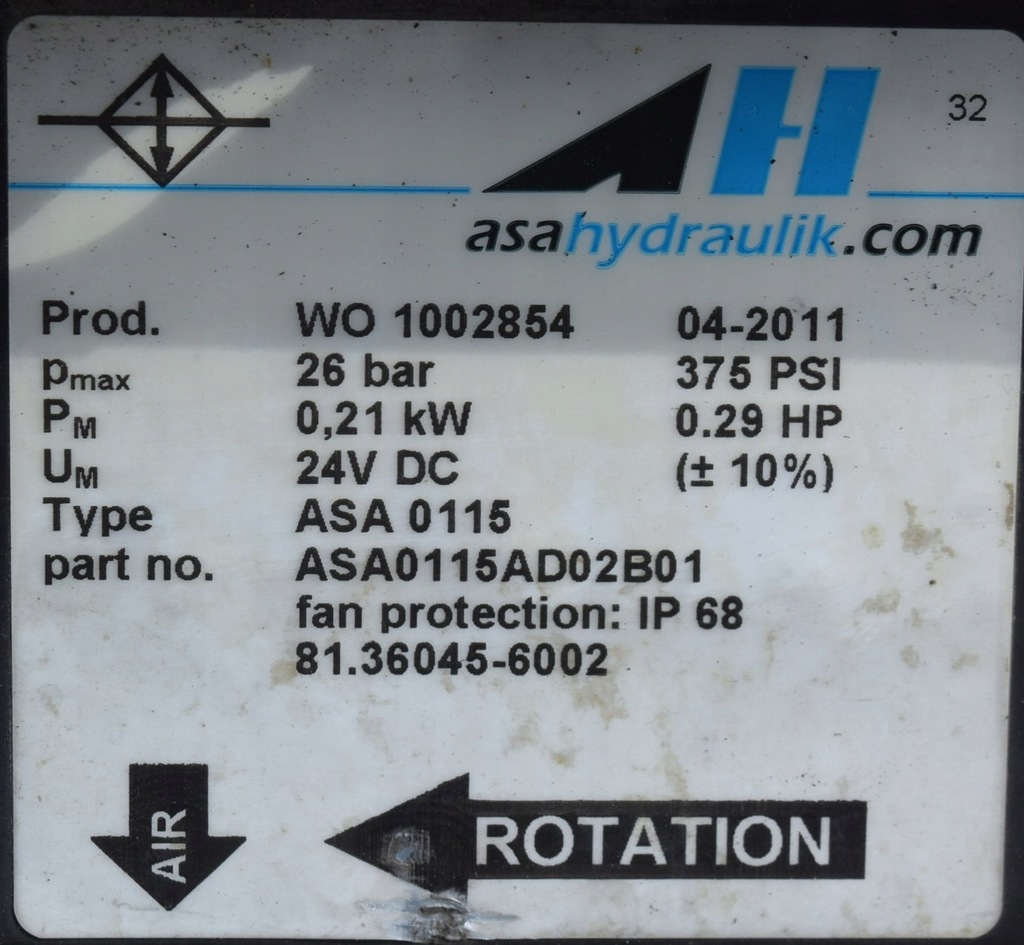 32
asahydraulik.com
Prod. WO 1002854 04-2011
pmax 26 bar 375 PSI
PM 0,21 kW 0.29 HP
UM 24V DC (± 10%)
Type ASA 0115
part no. ASA0115AD02B01
fan protection: IP 68
81.36045-6002
AIR
ROTATION